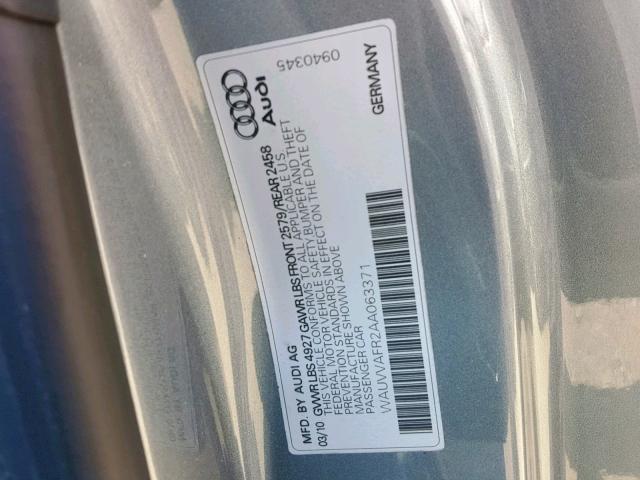 Audi
0940345
GERMANY
MFD. BY AUDI AG
03/10 GVWR LBS 4927 GAWR LBS FRONT 2579/REAR 2458
THIS VEHICLE CONFORMS TO ALL APPLICABLE U.S.
FEDERAL MOTOR VEHICLE SAFETY BUMPER AND THEFT
PREVENTION STANDARDS IN EFFECT ON THE DATE OF
MANUFACTURE SHOWN ABOVE
PASSENGER CAR
WAUWAFR2AA063371